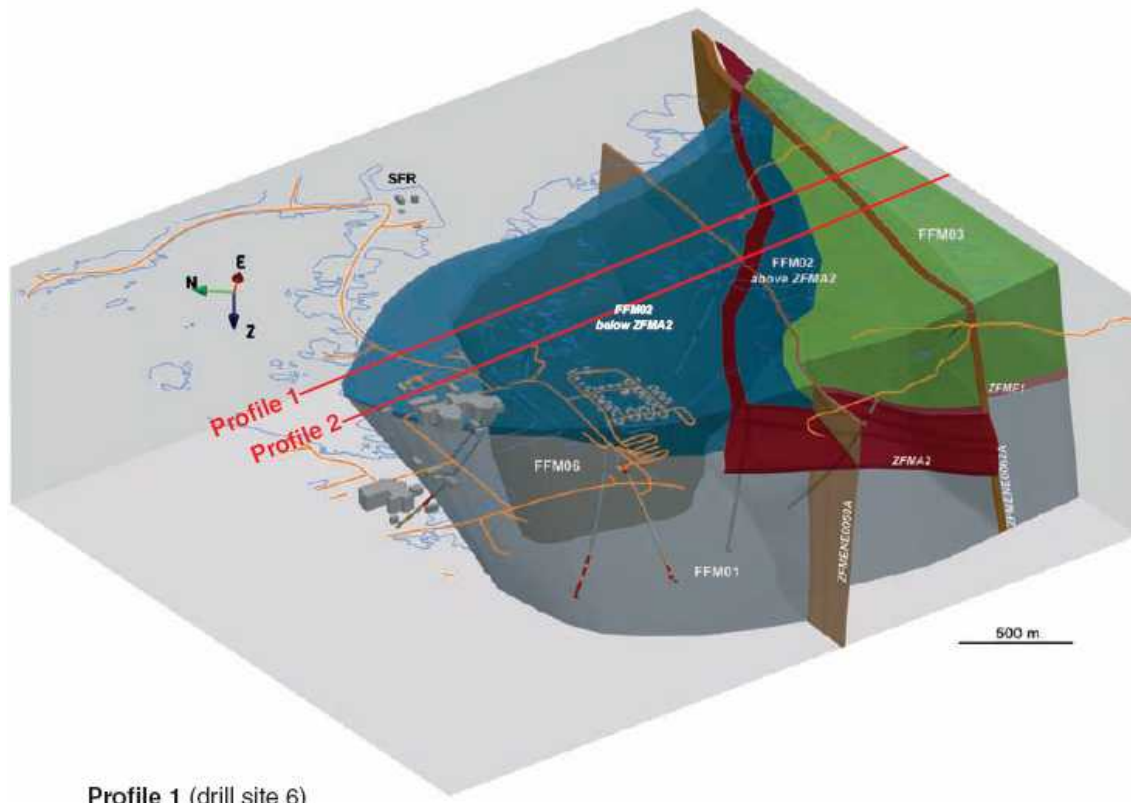 SFR
E
N
Z
FFM03
FFM02
above ZFMA2
FFM02
below ZFMA2
Profile 1
Profile 2
ZFMF1
FFM06
ZFMA2
ZFMENE0062A
ZFMENE0060A
FFM01
500 m
Profile 1 (drill site 6)